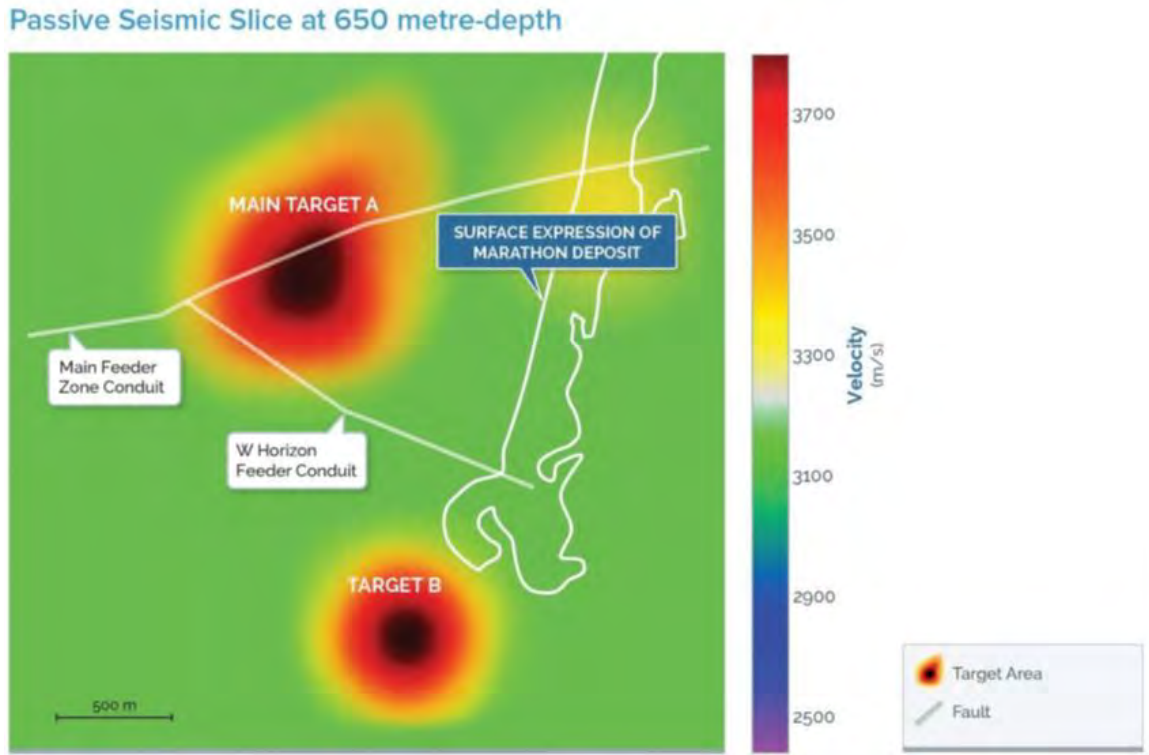 Passive Seismic Slice at 650 metre-depth
MAIN TARGET A
SURFACE EXPRESSION OF
MARATHON DEPOSIT
Main Feeder
Zone Conduit
W Horizon
Feeder Conduit
TARGET B
500 m
3700
3500
3300
3100
2900
2500
Velocity
(m/s)
Target Area
Fault